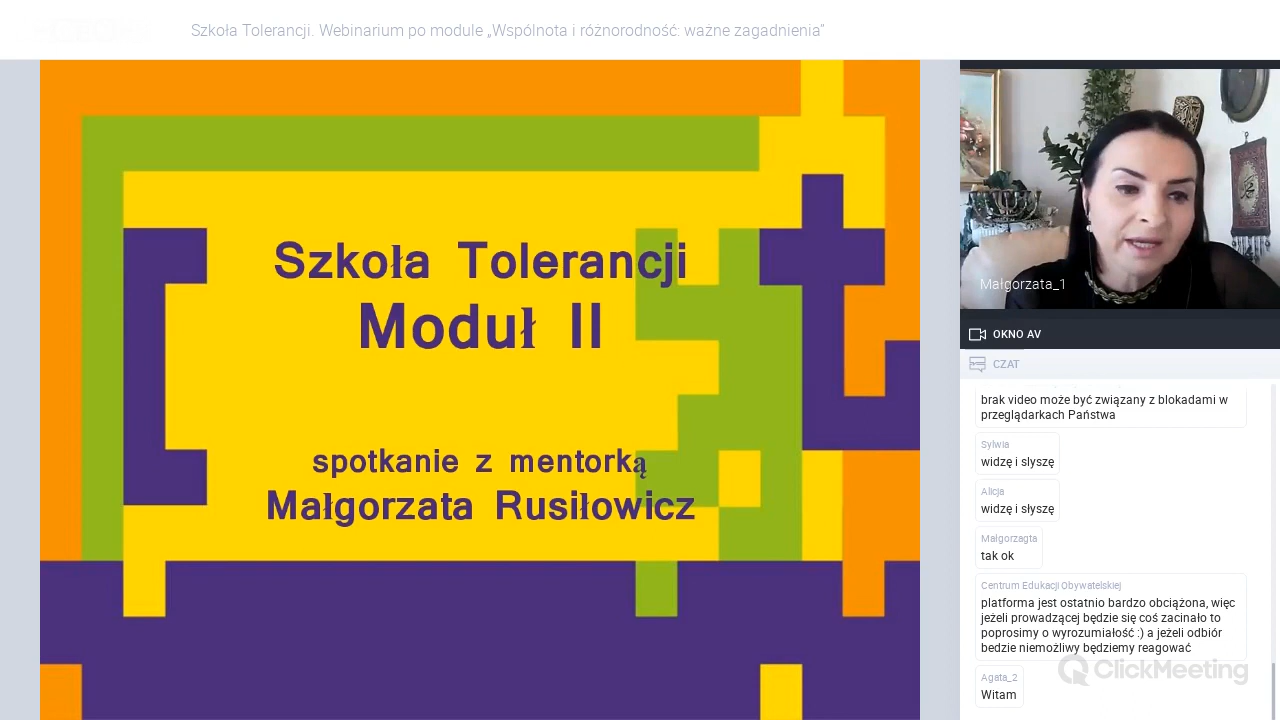 Szkoła Tolerancji. Webinarium po module „Wspólnota i różnorodność: ważne zagadnienia”
Szkoła Tolerancji
Moduł II
spotkanie z mentorką
Małgorzata Rusiłowicz
Małgorzata_1
OKNO AV
CZAT
brak video może być związany z blokadami w
przeglądarkach Państwa
Sylwia
widzę i slyszę
Alicja
widzę i słyszę
Małgorzagta
tak ok
Centrum Edukacji Obywatelskiej
platforma jest ostatnio bardzo obciążona, więc
jeżeli prowadzącej będzie się coś zacinało to
poprosimy o wyrozumiałość :) a jeżeli odbiór
bedzie niemożliwy będziemy reagować
ClickMeeting
Agata_2
Witam